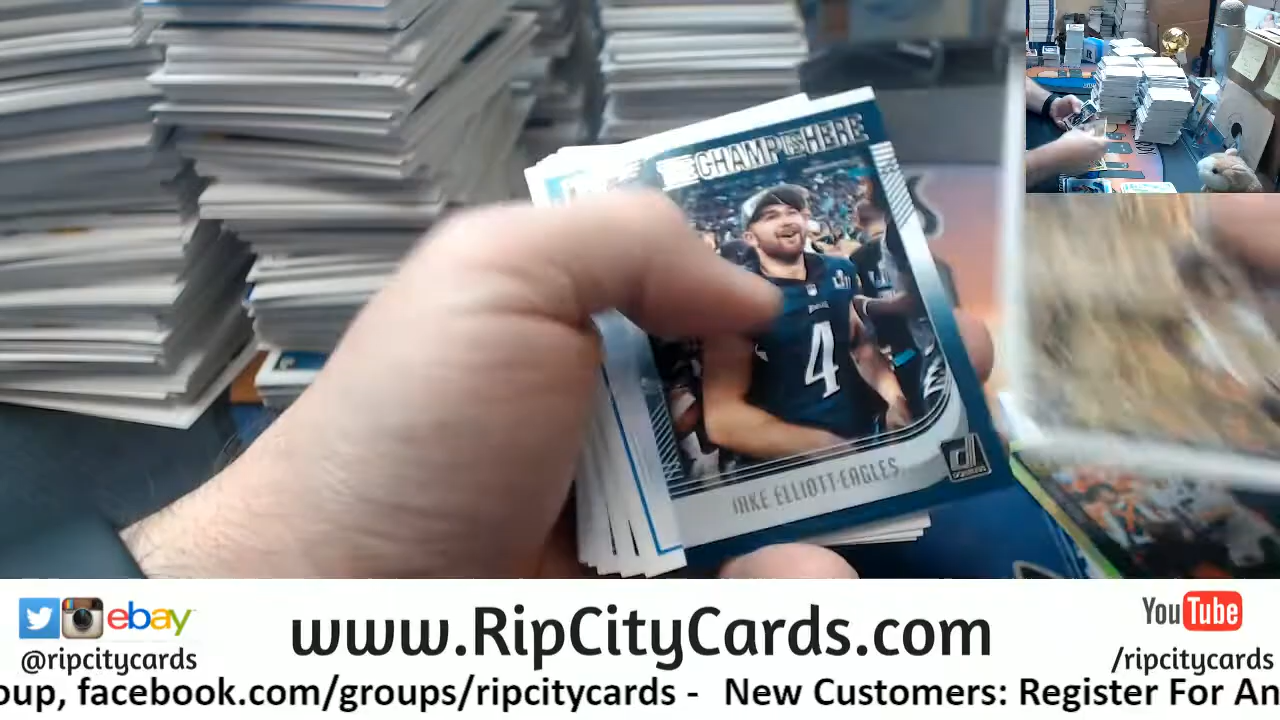 CHAMP IS HERE
LII
4
JAKE ELLIOTT-EAGLES
ebay
@ripcitycards
www.RipCityCards.com
YouTube
/ripcitycards
oup, facebook.com/groups/ripcitycards - New Customers: Register For An